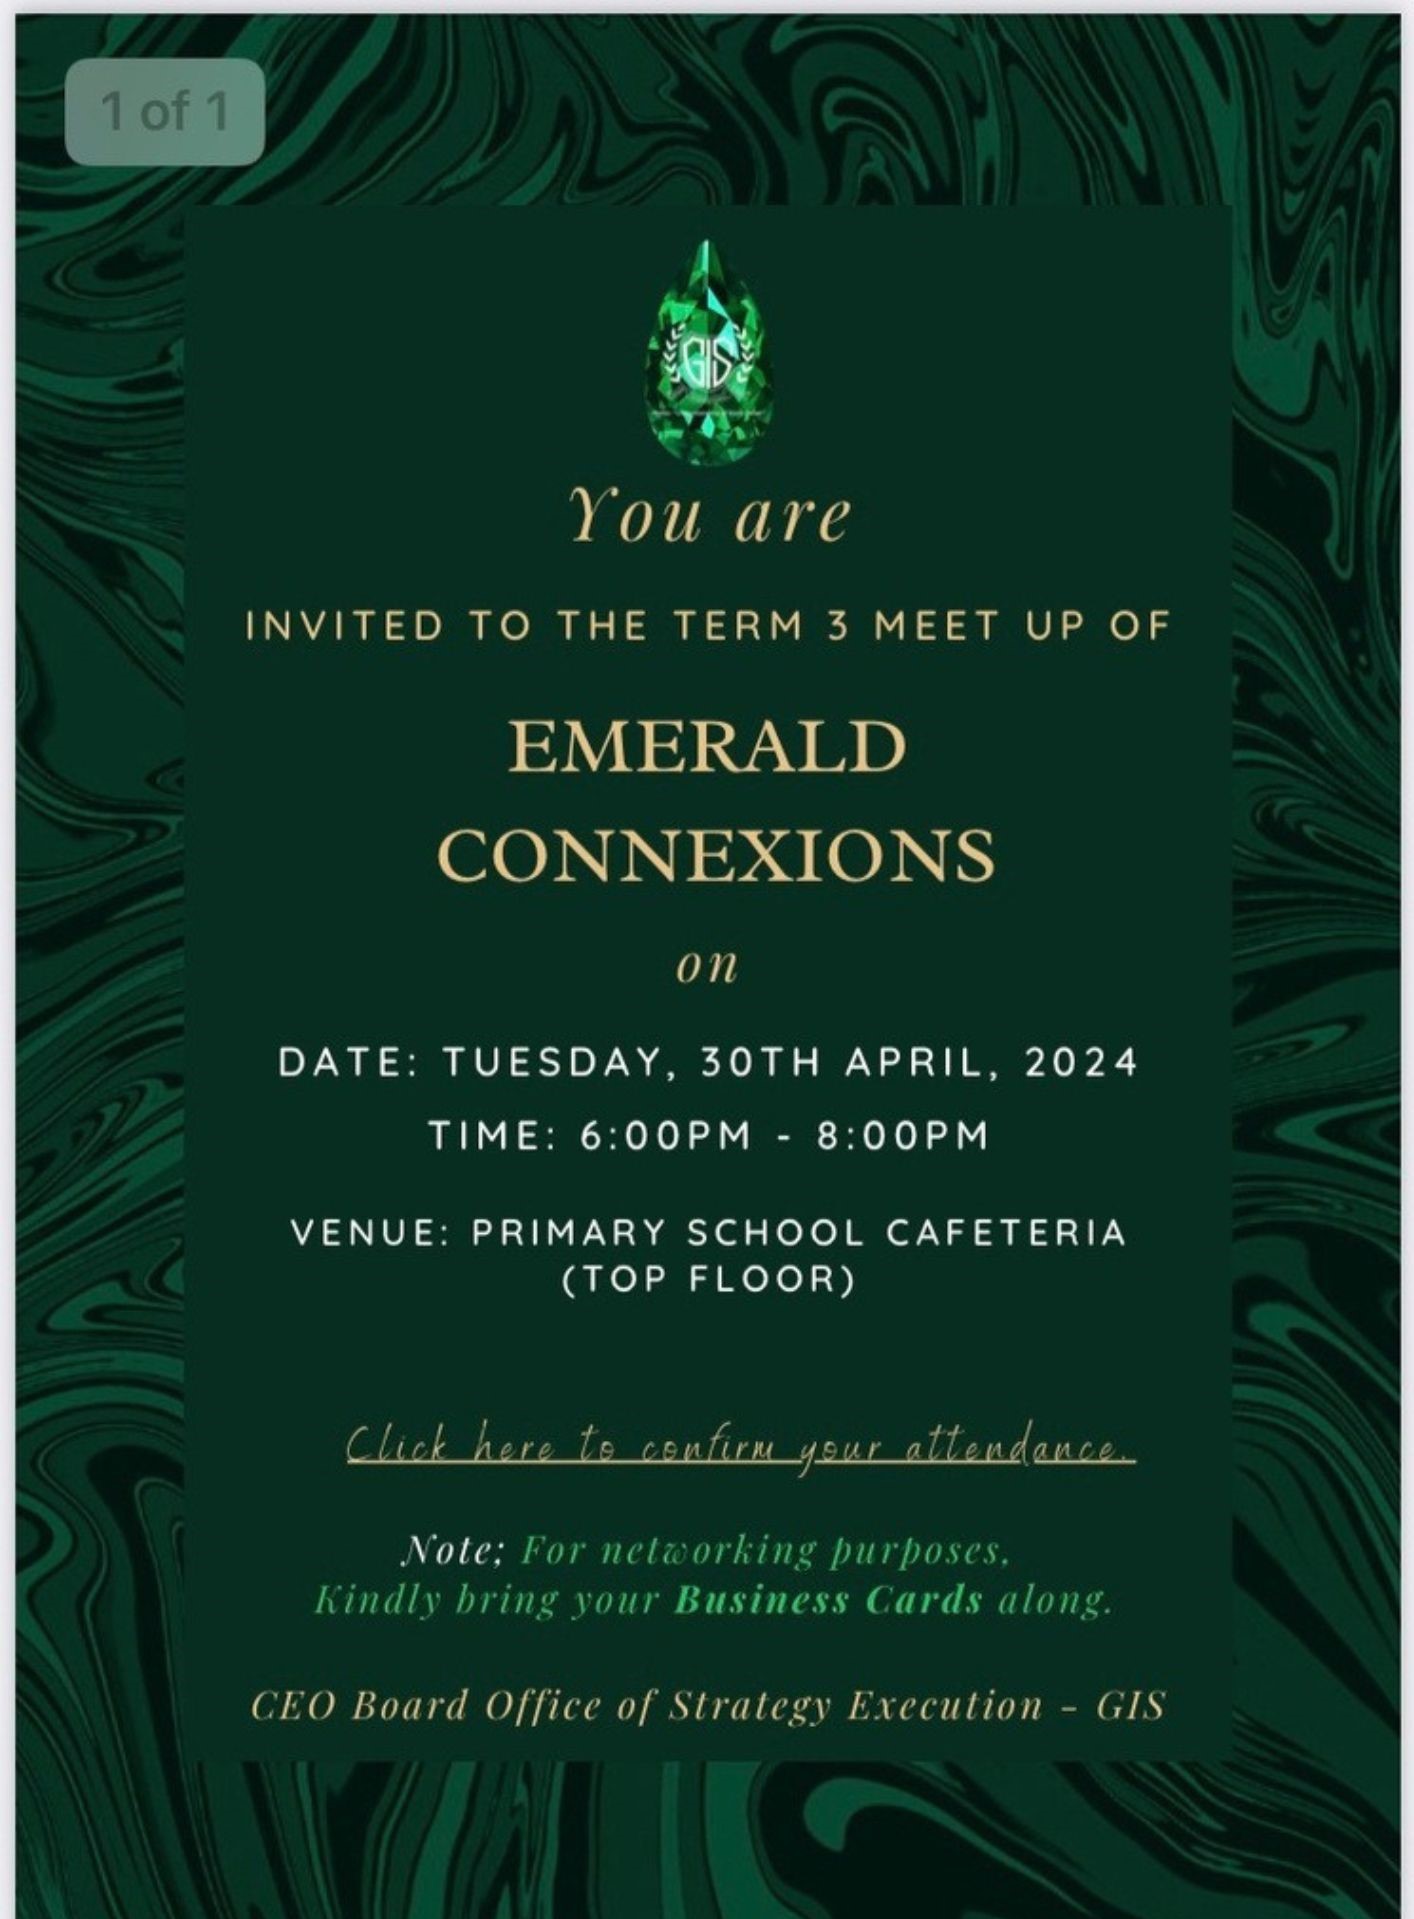 1 of 1
GIS
You are
INVITED TO THE TERM 3 MEET UP OF
EMERALD
CONNEXIONS
on
DATE: TUESDAY, 30TH APRIL, 2024
TIME: 6:00PM - 8:00PM
VENUE: PRIMARY SCHOOL CAFETERIA
(TOP FLOOR)
Click here to confirm your attendance.
Note; For networking purposes,
Kindly bring your Business Cards along.
CEO Board Office of Strategy Execution - GIS